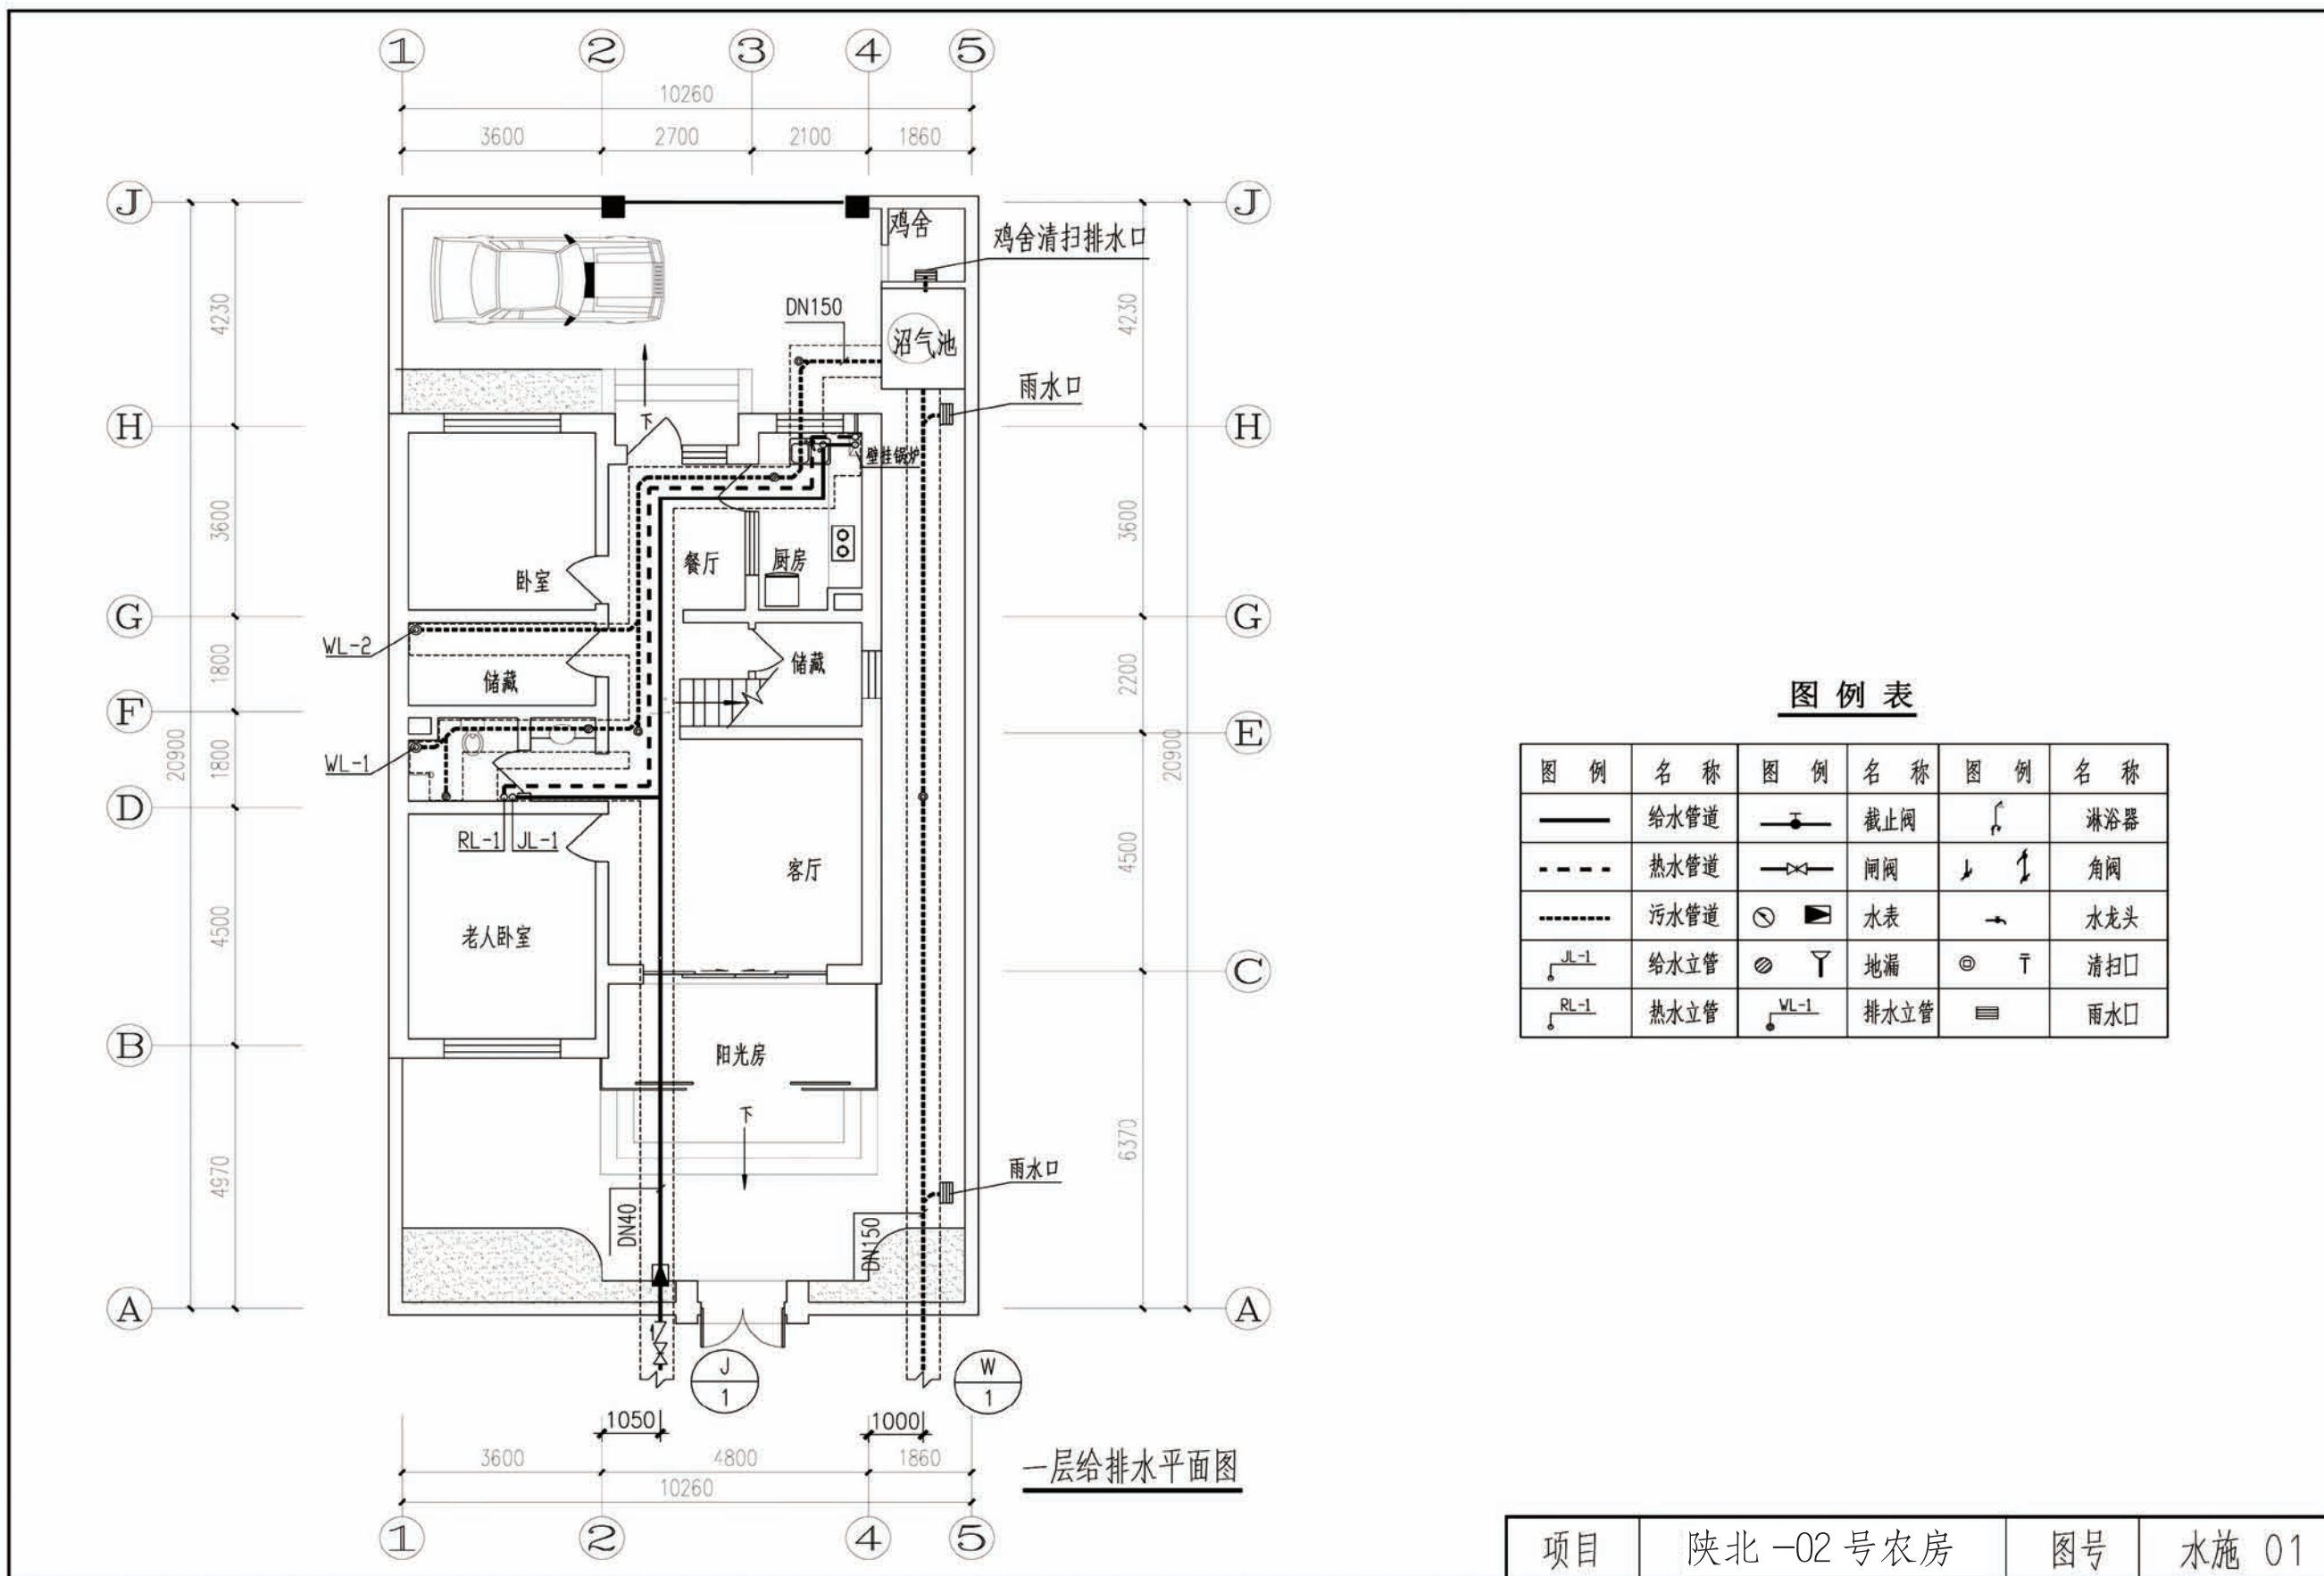 1 2 3 4 5
10260
3600 2700 2100 1860
J J
鸡舍
鸡舍清扫排水口
4230 4230
DN150
沼气池
雨水口
下
H H
壁挂锅炉
3600 3600
餐厅 厨房
卧室
G G
WL-2
1800 2200
储藏 储藏
F E
20900 20900
1800
WL-1
D
RL-1 JL-1
4500 4500
客厅
老人卧室
C
B
阳光房
下
4970 6370
雨水口
DN40 DN150
A A
J W
1 1
1050 1000
3600 4800 1860
10260
一层给排水平面图
1 2 4 5
图例表
图 例 名 称 图 例 名 称 图 例 名 称
给水管道 截止阀 淋浴器
热水管道 闸阀 角阀
污水管道 水表 水龙头
JL-1 给水立管 地漏 清扫口
RL-1 热水立管 WL-1 排水立管 雨水口
项目 陕北-02号农房 图号 水施 01